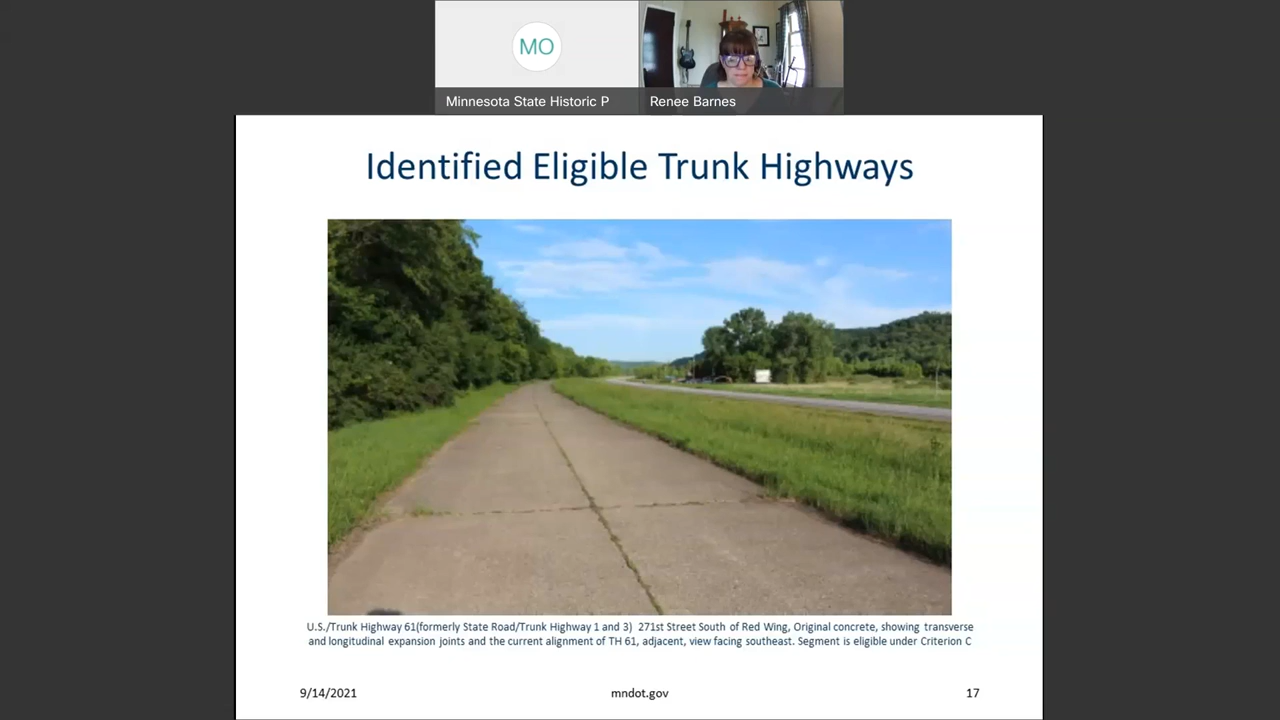 MO
Minnesota State Historic P
Renee Barnes
Identified Eligible Trunk Highways
U.S./Trunk Highway 61(formerly State Road/Trunk Highway 1 and 3) 271st Street South of Red Wing, Original concrete, showing transverse
and longitudinal expansion joints and the current alignment of TH 61, adjacent, view facing southeast. Segment is eligible under Criterion C
9/14/2021
mndot.gov
17